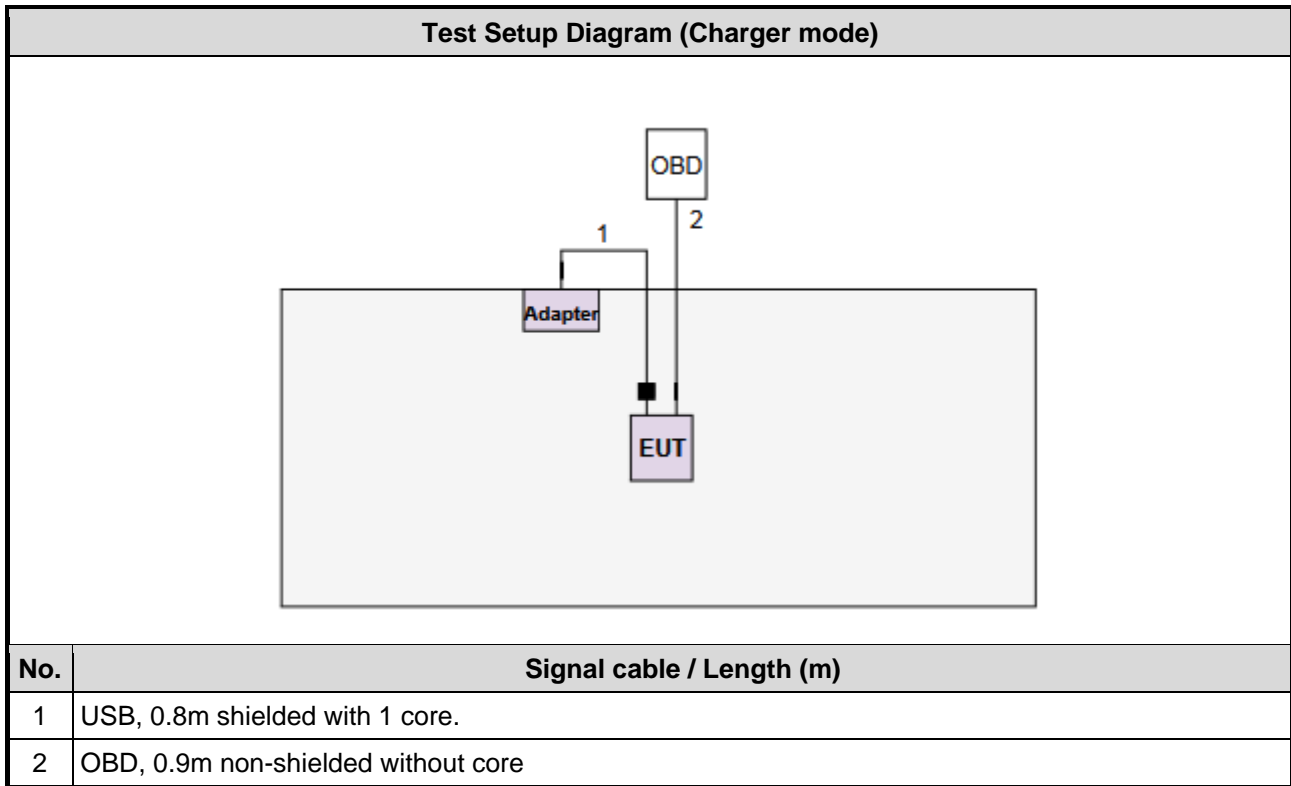 Test Setup Diagram (Charger mode)
OBD
2
1
Adapter
EUT
No. Signal cable / Length (m)
1 USB, 0.8m shielded with 1 core.
2 OBD, 0.9m non-shielded without core